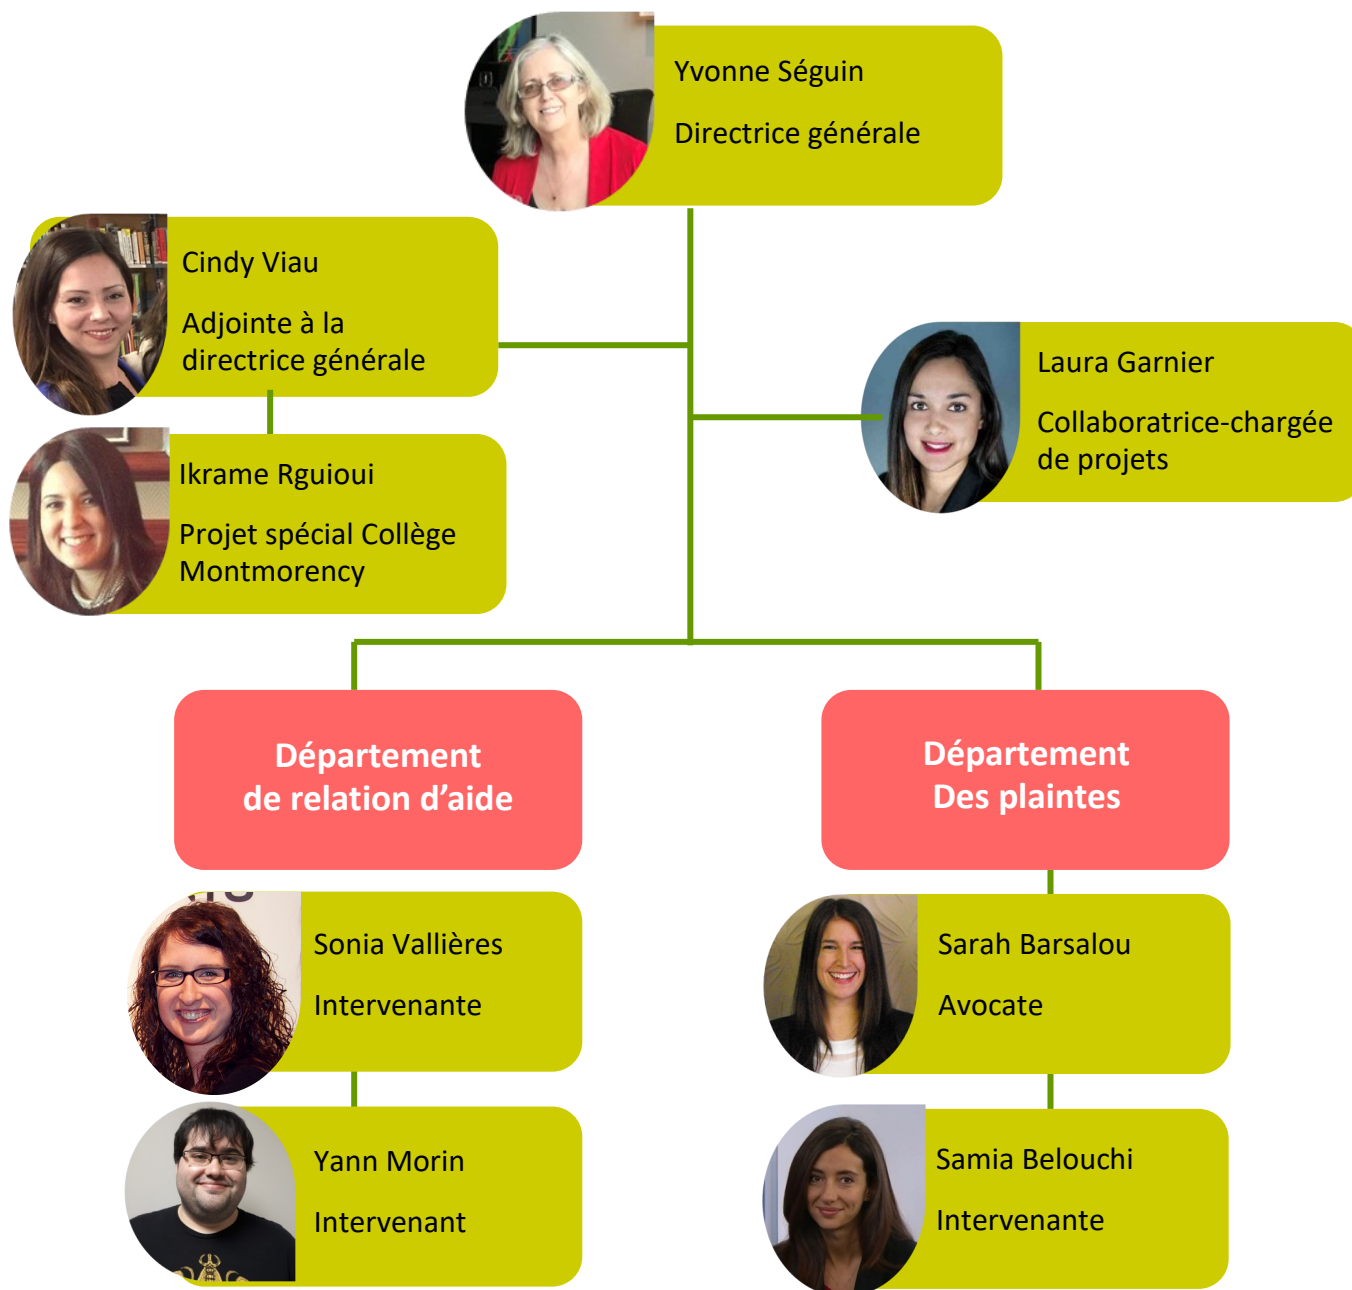 Yvonne Séguin
Directrice générale
Cindy Viau
Adjointe à la
directrice générale
Laura Garnier
Collaboratrice-chargée
de projets
Ikrame Rguioui
Projet spécial Collège
Montmorency
Département
de relation d’aide
Département
Des plaintes
Sonia Vallières
Intervenante
Sarah Barsalou
Avocate
Yann Morin
Intervenant
Samia Belouchi
Intervenante